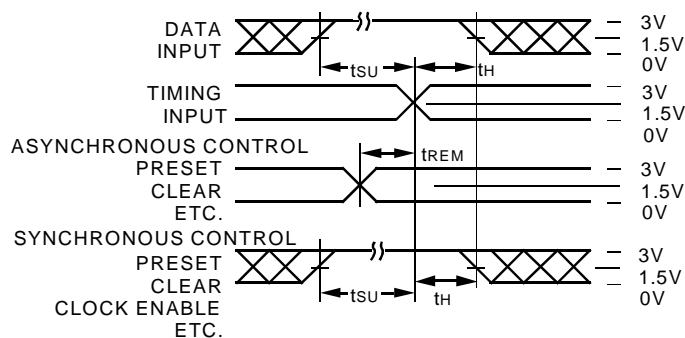 DATA
INPUT
tSU
tH
3V
1.5V
0V
TIMING
INPUT
3V
1.5V
0V
ASYNCHRONOUS CONTROL
tREM
PRESET
CLEAR
ETC.
3V
1.5V
0V
SYNCHRONOUS CONTROL
PRESET
CLEAR
CLOCK ENABLE
ETC.
tSU
tH
3V
1.5V
0V